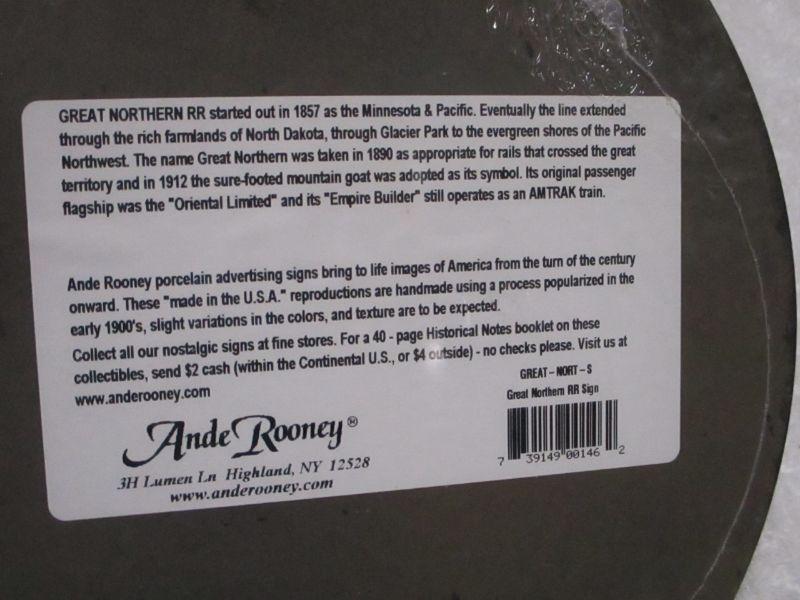 GREAT NORTHERN RR started out in 1857 as the Minnesota & Pacific. Eventually the line extended
through the rich farmlands of North Dakota, through Glacier Park to the evergreen shores of the Pacific
Northwest. The name Great Northern was taken in 1890 as appropriate for rails that crossed the great
territory and in 1912 the sure-footed mountain goat was adopted as its symbol. Its original passenger
flagship was the "Oriental Limited" and its "Empire Builder" still operates as an AMTRAK train.
Ande Rooney porcelain advertising signs bring to life images of America from the turn of the century
onward. These "made in the U.S.A." reproductions are handmade using a process popularized in the
early 1900's, slight variations in the colors, and texture are to be expected.
Collect all our nostalgic signs at fine stores. For a 40 - page Historical Notes booklet on these
collectibles, send $2 cash (within the Continental U.S., or $4 outside) - no checks please. Visit us at
www.anderooney.com
GREAT - NORT - S
Great Northern RR Sign
7 39149 00146 2
Ande Rooney®
3H Lumen Ln Highland, NY 12528
www.anderooney.com